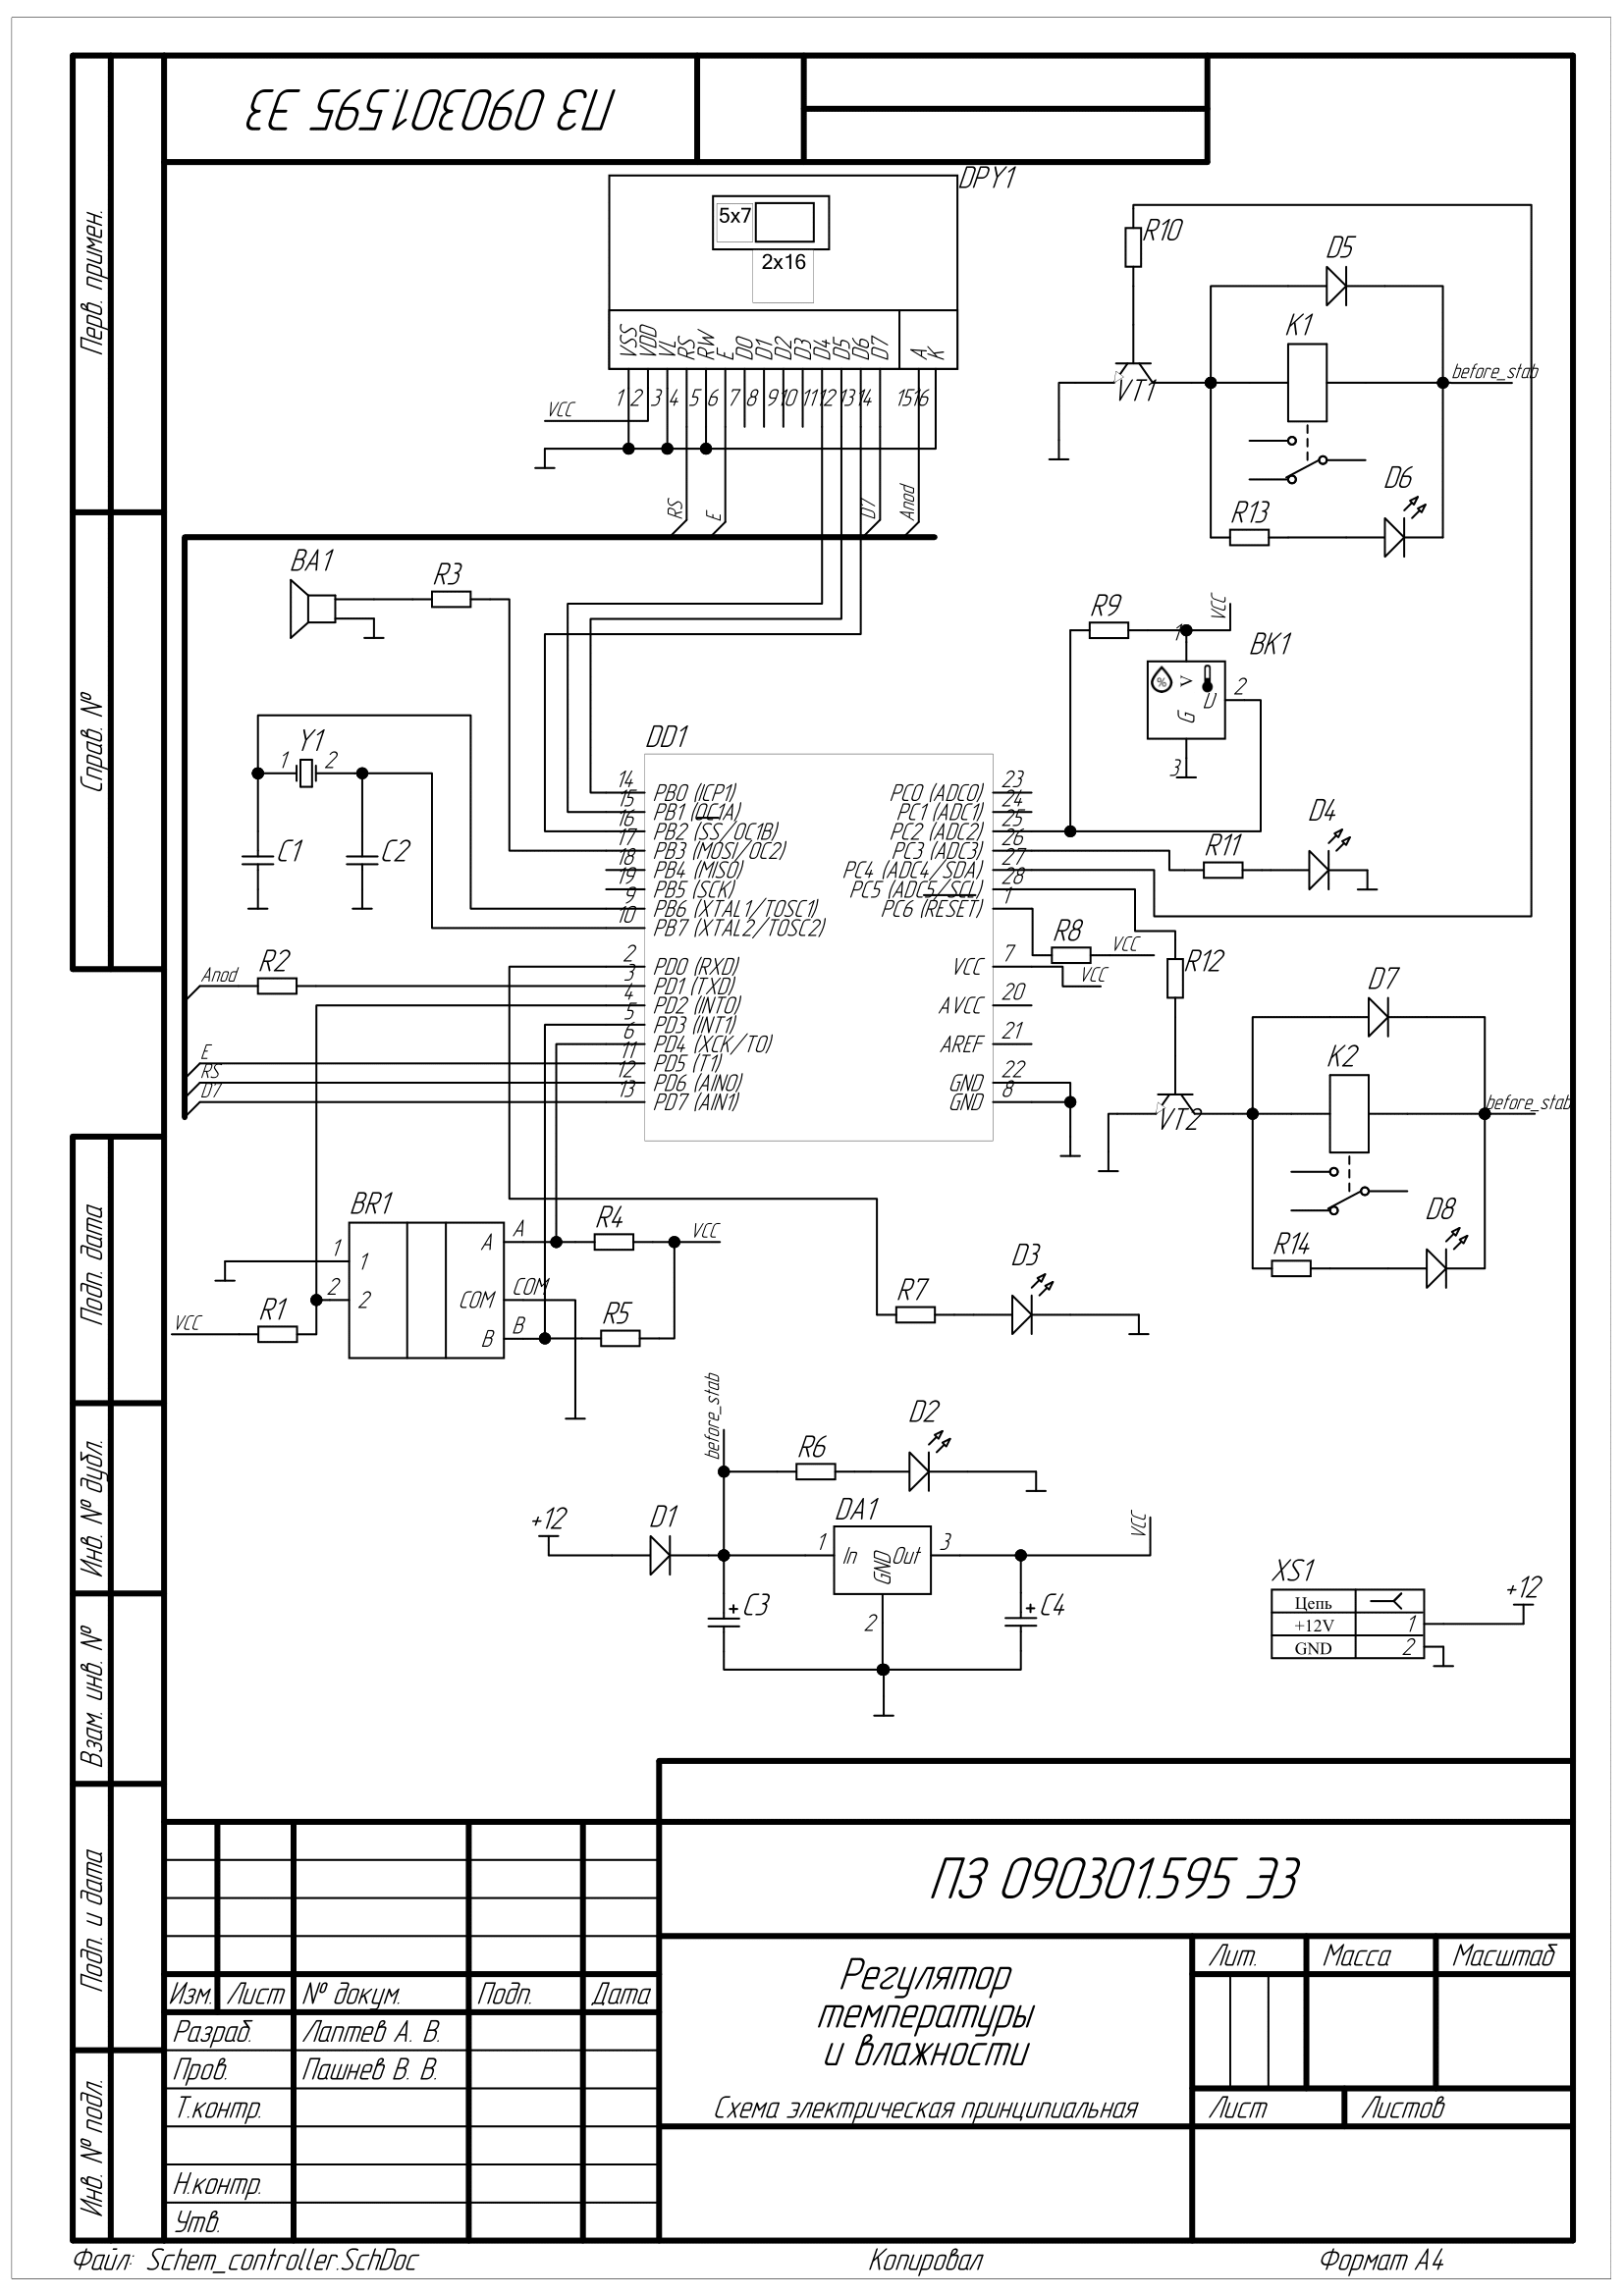 ПЗ 090301.595 ЭЗ
Перв. примен.
Справ. №
Подп. дата
Инв. № дубл.
Взам. инв. №
Подп. и дата
Инв. № подл.
DPY1
5x7
2x16
VSS VDD VL RS RW E D0 D1 D2 D3 D4 D5 D6 D7 A K
1 2 3 4 5 6 7 8 9 10 11 12 13 14 15 16
VCC
RS E D7 Anod
R10
D5
K1
before_stab
VT1
D6
R13
BA1
R3
R9
VCC
1
BK1
% V D
G
2
3
Y1
1 2
C1
C2
DD1
14 PB0 (ICP1)
15 PB1 (OC1A)
16 PB2 (SS/OC1B)
17 PB3 (MOSI/OC2)
18 PB4 (MISO)
19 PB5 (SCK)
9 PB6 (XTAL1/TOSC1)
10 PB7 (XTAL2/TOSC2)
2 PD0 (RXD)
3 PD1 (TXD)
4 PD2 (INT0)
5 PD3 (INT1)
6 PD4 (XCK/T0)
11 PD5 (T1)
12 PD6 (AIN0)
13 PD7 (AIN1)
PC0 (ADC0) 23
PC1 (ADC1) 24
PC2 (ADC2) 25
PC3 (ADC3) 26
PC4 (ADC4/SDA) 27
PC5 (ADC5/SCL) 28
PC6 (RESET) 1
VCC 7
AVCC 20
AREF 21
GND 22
GND 8
D4
R11
R8
VCC
VCC
R12
Anod
R2
E
RS
D7
D7
K2
before_stab
VT2
D8
R14
BR1
1 1
2 2
A A
COM COM
B B
R4
VCC
R5
R1
VCC
D3
R7
before_stab
D2
R6
+12
D1
DA1
1 In GND Out 3
2
VCC
+ C3
+ C4
XS1
Цепь
+12V 1
GND 2
+12
ПЗ 090301.595 ЭЗ
Регулятор
температуры
и влажности
Схема электрическая принципиальная
Лит. Масса Масштаб
Лист Листов
Изм. Лист № докум. Подп. Дата
Разраб. Лаптев А. В.
Пров. Пашнев В. В.
Т.контр.
Н.контр.
Утв.
Файл: Schem_controller.SchDoc Копировал Формат А4